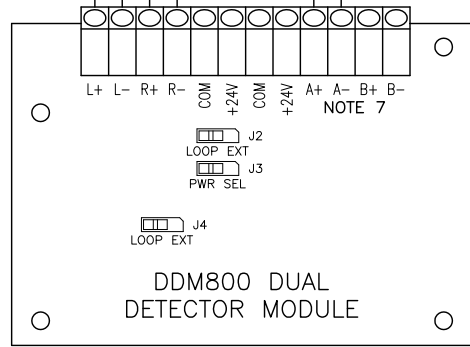 L+ L- R+ R- COM +24V COM +24V A+ A- B+ B-
NOTE 7
J2
LOOP EXT
J3
PWR SEL
J4
LOOP EXT
DDM800 DUAL
DETECTOR MODULE